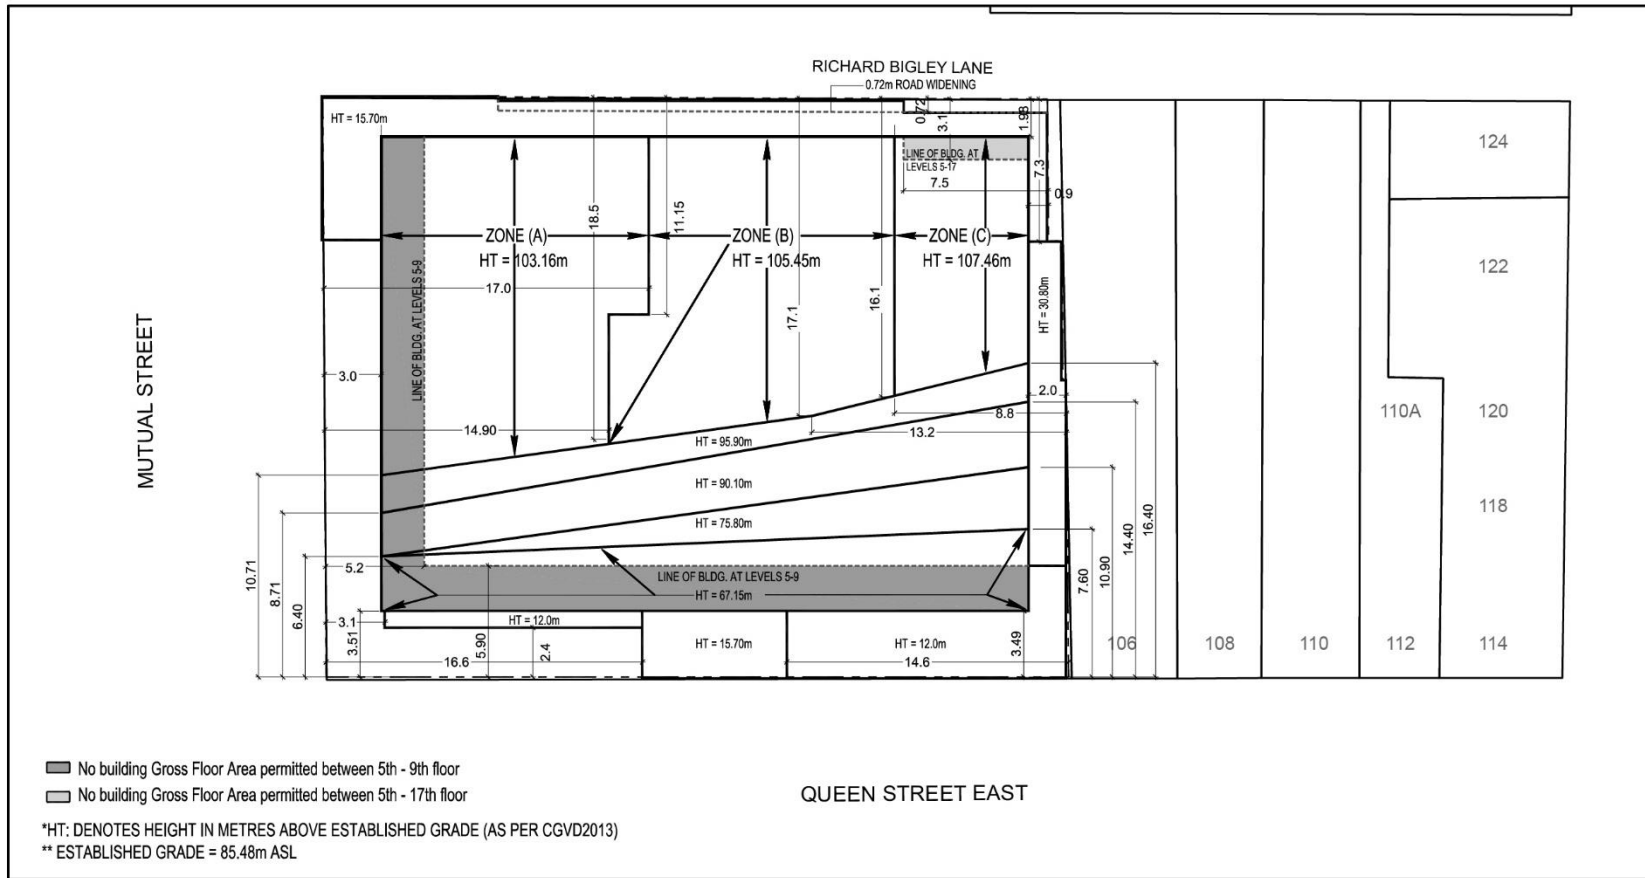 RICHARD BIGLEY LANE
0.72m ROAD WIDENING
HT = 15.70m
0.72
3.1
1.98
LINE OF BLDG. AT
LEVELS 5-17
7.5
7.3
0.9
124
18.5
11.15
ZONE (A)
HT = 103.16m
ZONE (B)
HT = 105.45m
ZONE (C)
HT = 107.46m
122
17.0
LINE OF BLDG. AT LEVELS 5-9
17.1
16.1
HT = 30.80m
MUTUAL STREET
3.0
2.0
8.8
13.2
14.90
110A
120
HT = 95.90m
HT = 90.10m
HT = 75.80m
118
10.71
8.71
6.40
5.2
LINE OF BLDG. AT LEVELS 5-9
HT = 67.15m
7.60
10.90
14.40
16.40
3.1
3.51
HT = 12.0m
5.90
2.4
16.6
HT = 15.70m
HT = 12.0m
14.6
3.49
106
108
110
112
114
No building Gross Floor Area permitted between 5th - 9th floor
No building Gross Floor Area permitted between 5th - 17th floor
QUEEN STREET EAST
*HT: DENOTES HEIGHT IN METRES ABOVE ESTABLISHED GRADE (AS PER CGVD2013)
** ESTABLISHED GRADE = 85.48m ASL